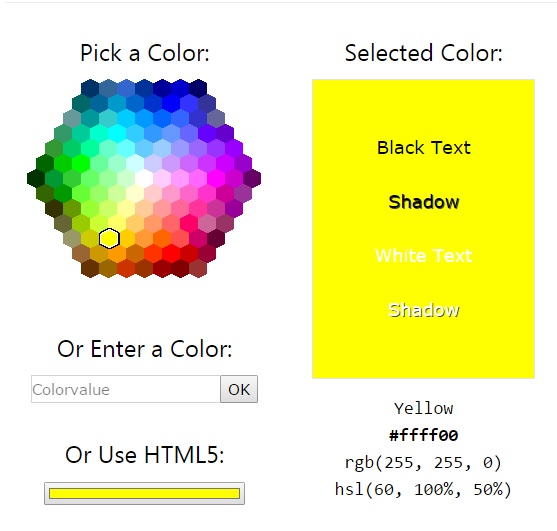 Pick a Color:
Or Enter a Color:
Colorvalue
OK
Or Use HTML5:
Selected Color:
Black Text
Shadow
White Text
Shadow
Yellow
#ffff00
rgb(255, 255, 0)
hsl(60, 100%, 50%)